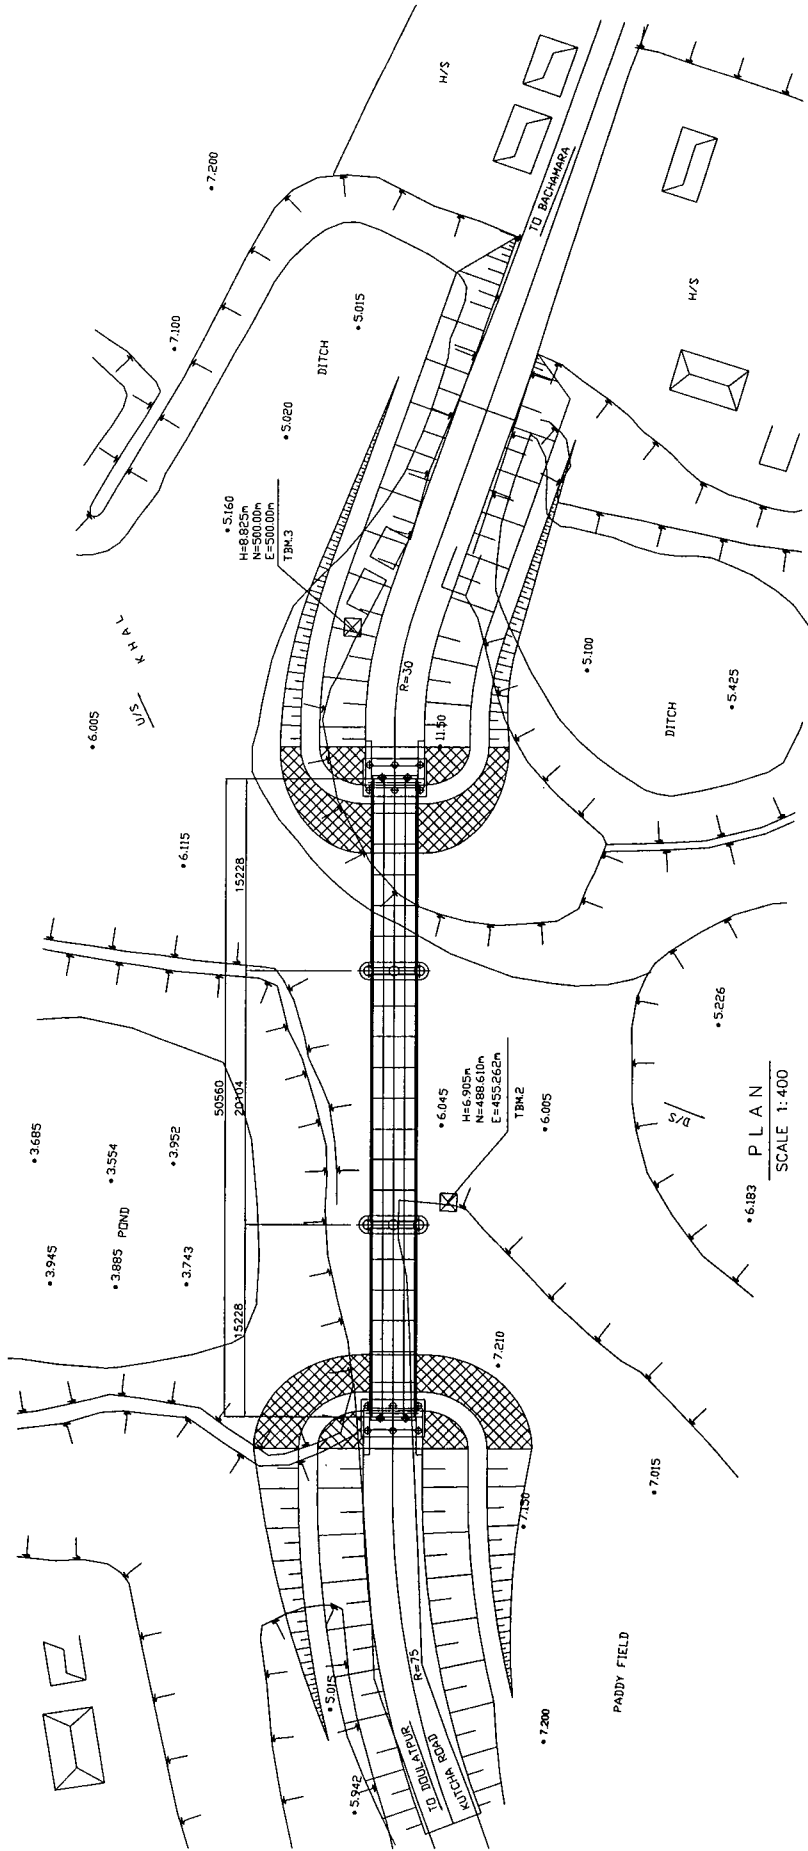 H/S
7.200
TO BACHAMARA
H/S
7.100
5.015
DITCH
5.020
5.160
H=8.825m
N=500.00m
E=500.00m
TBM.3
U/S KHAL
6.005
R=30
5.100
DITCH
5.425
11.50
6.115
15228
50560
20104
15228
5.226
D/S
6.045
H=6.905m
N=488.610m
E=455.262m
TBM.2
6.005
6.183
PLAN
SCALE 1:400
3.685
3.554
3.952
POND
3.945
3.885
3.743
7.210
7.015
7.150
5.015
R=75
5.942
TO DOULATPUR
KUTCHA ROAD
7.200
PADDY FIELD